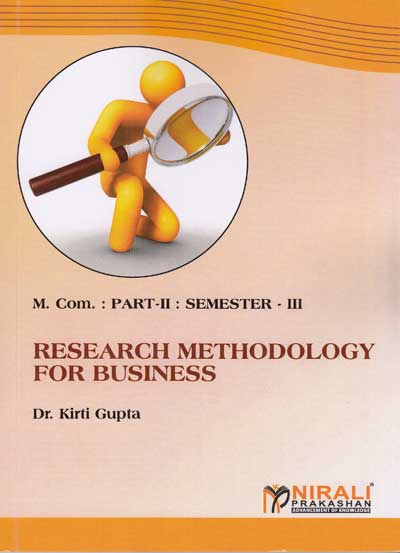 M. Com. : PART-II : SEMESTER - III
RESEARCH METHODOLOGY
FOR BUSINESS
Dr. Kirti Gupta
NIRALI
PRAKASHAN
ADVANCEMENT OF KNOWLEDGE